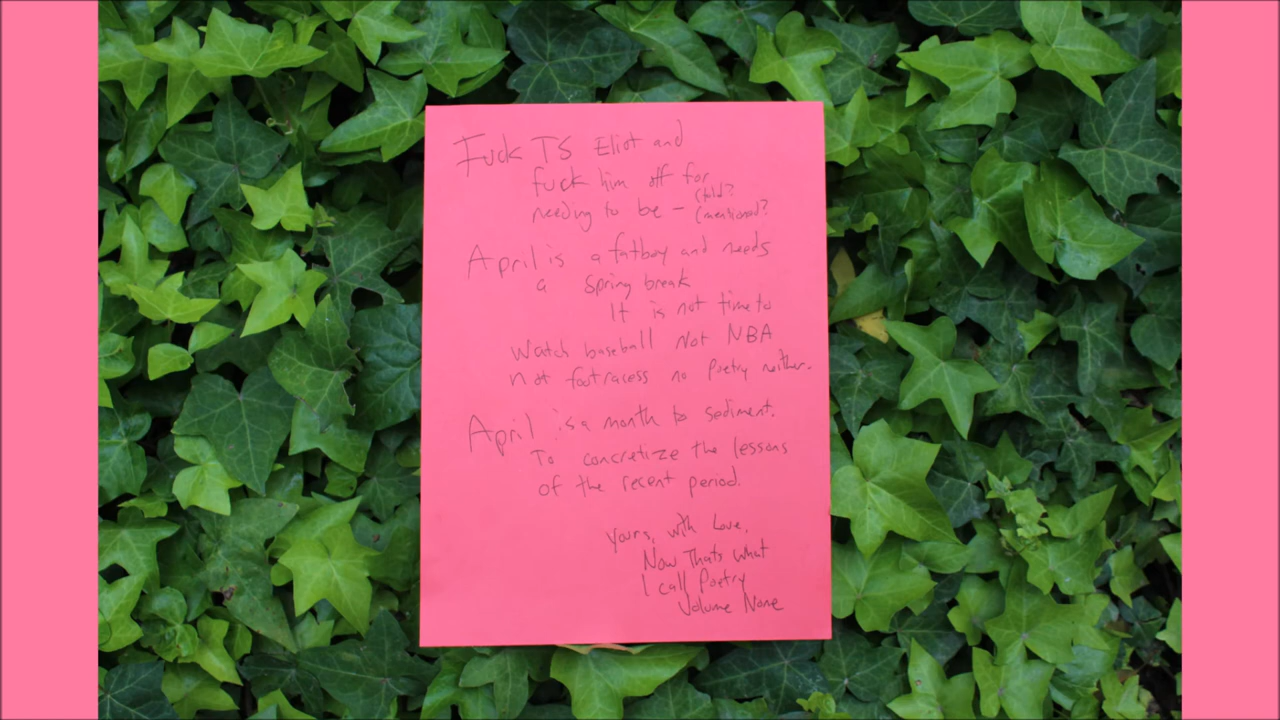 Fuck TS Eliot and
fuck him off for
(told?
needing to be – (mentioned?
April is a fatboy and needs
a spring break
It is not time to
watch baseball not NBA
not footracess no Poetry neither.
April is a month to sediment.
To concretize the lessons
of the recent period.
Yours, with Love,
Now Thats what
I call Poetry
Volume None